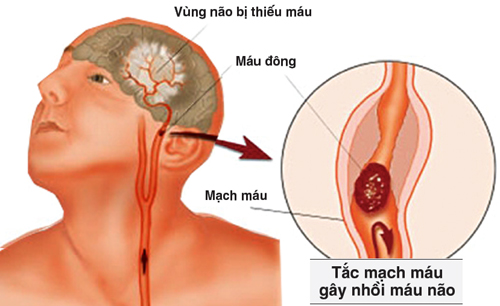 Vùng não bị thiếu máu
Máu đông
Mạch máu
Tắc mạch máu
gây nhồi máu não